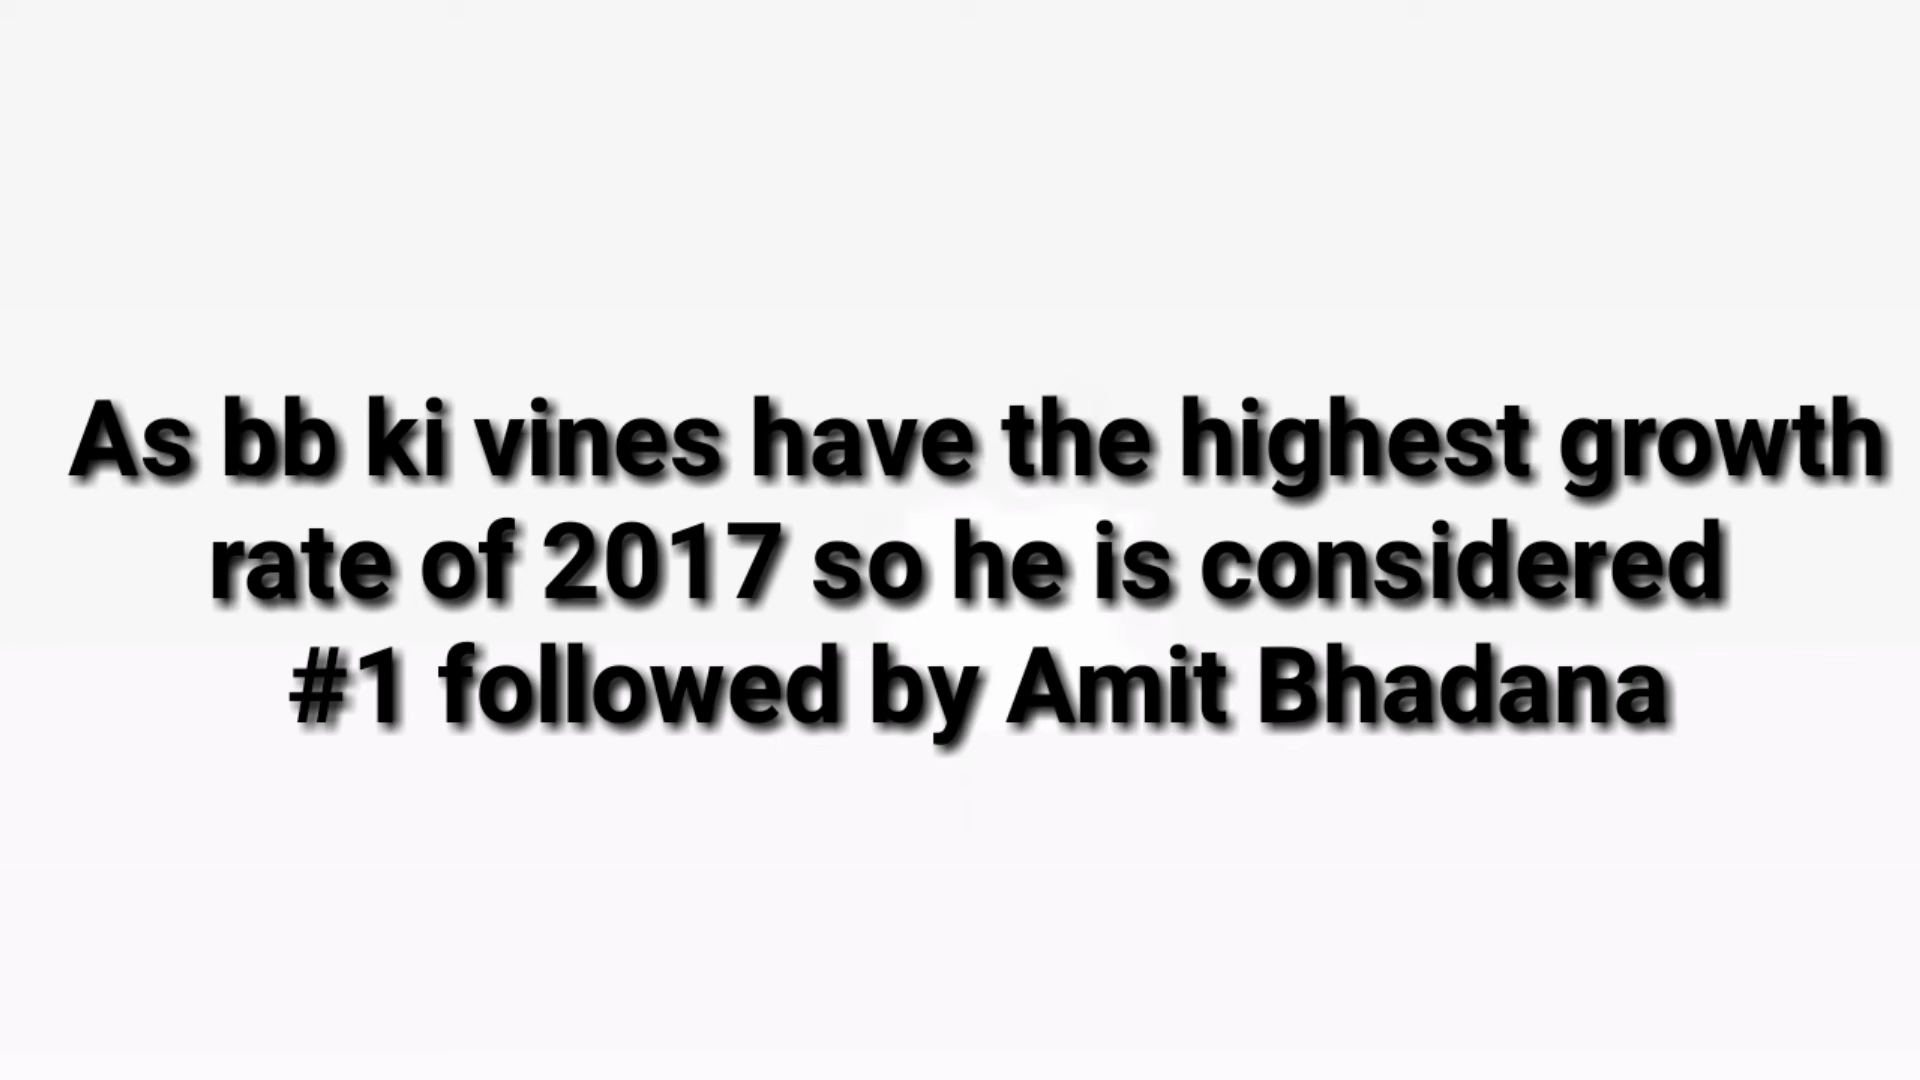 As bb ki vines have the highest growth
rate of 2017 so he is considered
#1 followed by Amit Bhadana